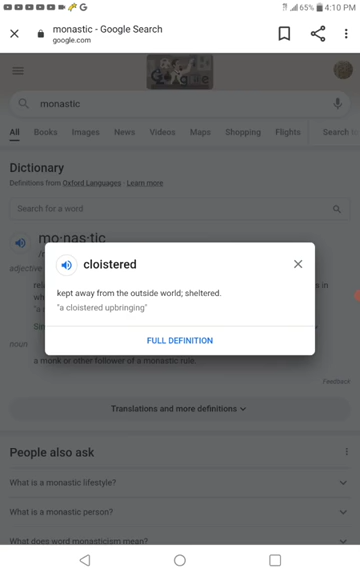 65% 4:10 PM
monastic - Google Search
google.com
monastic
All Books Images News Videos Maps Shopping Flights Search
Dictionary
Definitions from Oxford Languages · Learn more
Search for a word
mo·nas·tic
adjective
cloistered
kept away from the outside world; sheltered.
"a cloistered upbringing"
FULL DEFINITION
noun
a monk or other follower of a monastic rule.
Feedback
Translations and more definitions
People also ask
What is a monastic lifestyle?
What is a monastic person?
What does word monasticism mean?